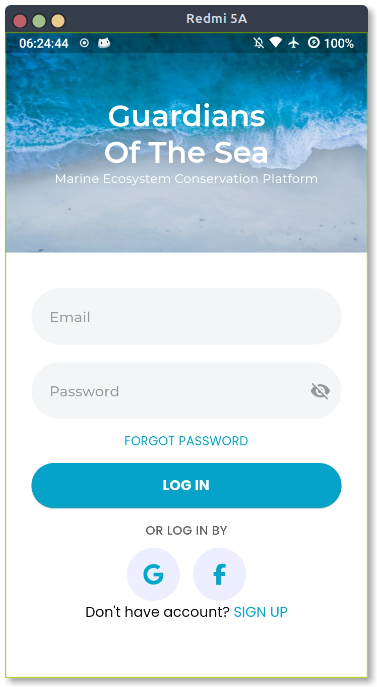 Redmi 5A
06:24:44 100%
Guardians
Of The Sea
Marine Ecosystem Conservation Platform
Email
Password
FORGOT PASSWORD
LOG IN
OR LOG IN BY
G f
Don't have account? SIGN UP